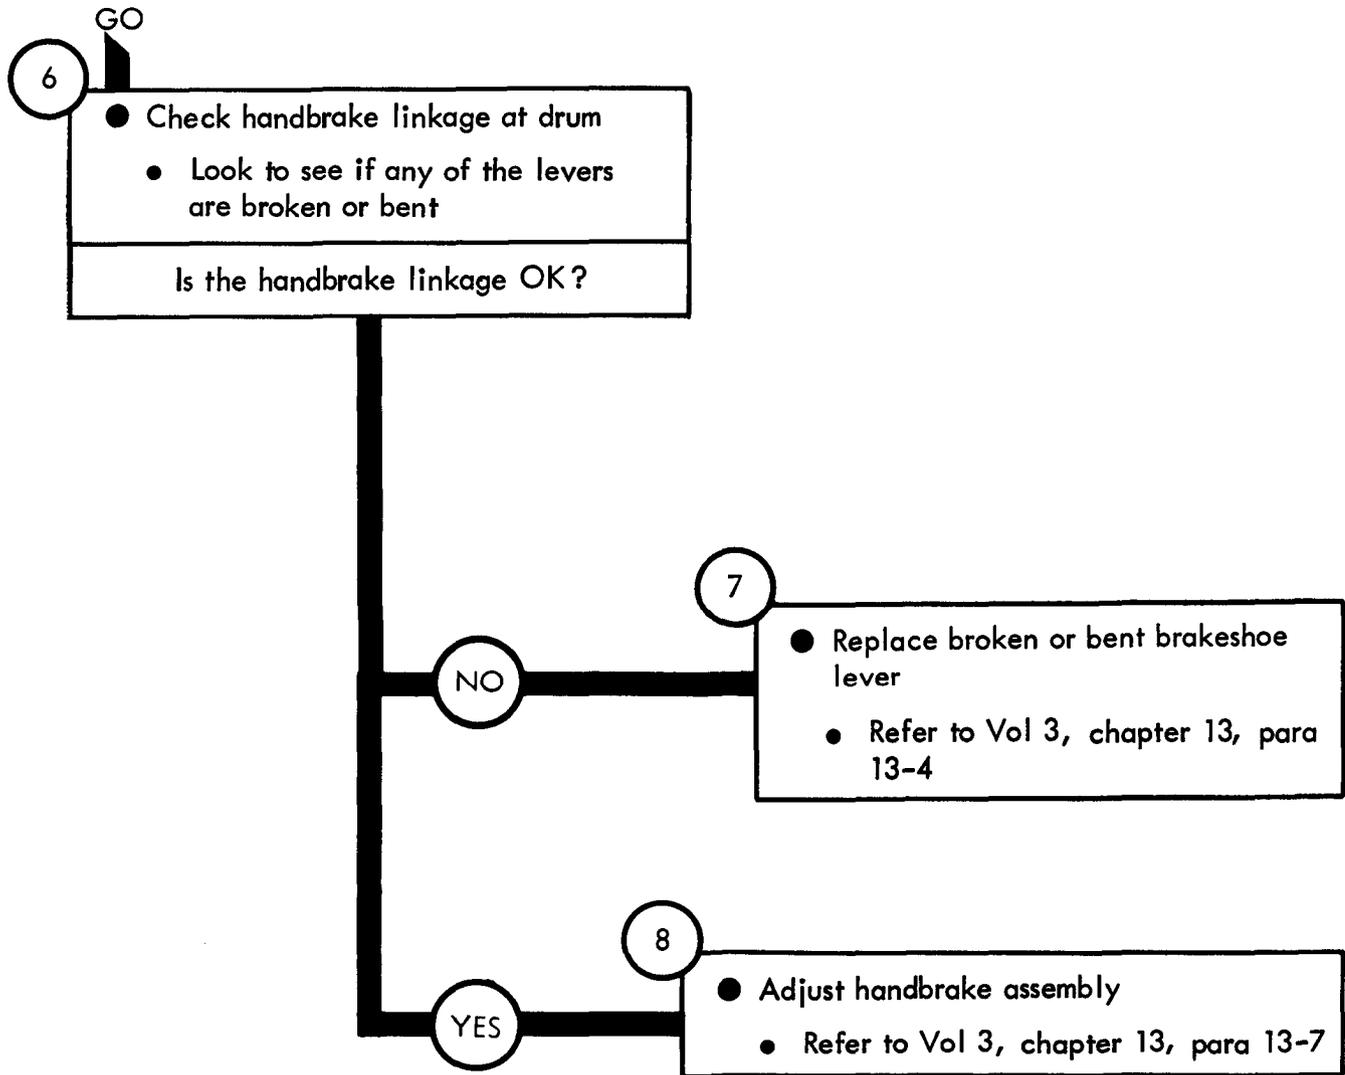 GO
6
● Check handbrake linkage at drum
● Look to see if any of the levers
are broken or bent
Is the handbrake linkage OK?
7
● Replace broken or bent brakeshoe
lever
● Refer to Vol 3, chapter 13, para
13-4
NO
8
● Adjust handbrake assembly
● Refer to Vol 3, chapter 13, para 13-7
YES